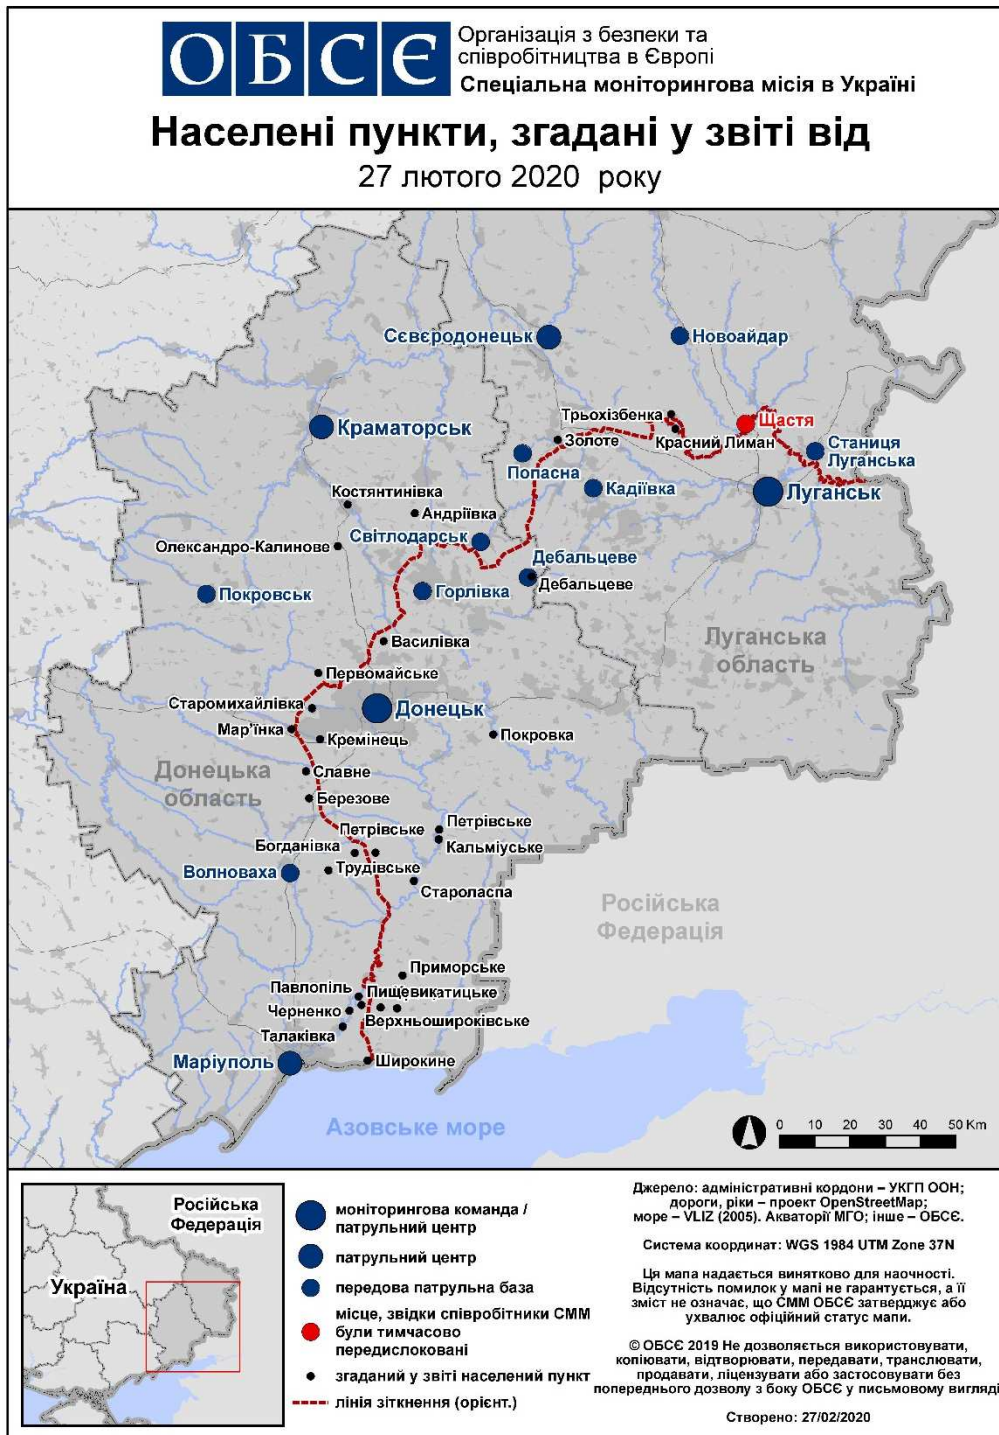 ОБСЄ
Організація з безпеки та
співробітництва в Європі
Спеціальна моніторингова місія в Україні
Населені пункти, згадані у звіті від
27 лютого 2020 року
Сєвєродонецьк
Новоайдар
Трьохізбенка
Щастя
Краматорськ
Золоте
Красний Лиман
Станиця
Луганська
Попасна
Кадіївка
Луганськ
Костянтинівка
Андріївка
Світлодарськ
Олександро-Калинове
Дебальцеве
Дебальцеве
Покровськ
Горлівка
Василівка
Луганська
область
Первомайське
Старомихайлівка
Донецьк
Мар’їнка
Кремінець
Покровка
Донецька
область
Славне
Березове
Петрівське
Петрівське
Богданівка
Кальміуське
Волноваха
Трудівське
Староласпа
Російська
Федерація
Приморське
Павлопіль
Пищевикатицьке
Черненко
Верхньошироківське
Талаківка
Маріуполь
Широкине
Азовське море
0 10 20 30 40 50 Km
Російська
Федерація
Україна
моніторингова команда /
патрульний центр
патрульний центр
передова патрульна база
місце, звідки співробітники СММ
були тимчасово
передислоковані
згаданий у звіті населений пункт
лінія зіткнення (орієнт.)
Джерело: адміністративні кордони – УКГП ООН;
дороги, ріки – проект OpenStreetMap;
море – VLIZ (2005). Акваторії МГО; інше – ОБСЄ.
Система координат: WGS 1984 UTM Zone 37N
Ця мапа надається винятково для наочності.
Відсутність помилок у мапі не гарантується, а її
зміст не означає, що СММ ОБСЄ затверджує або
ухвалює офіційний статус мапи.
© ОБСЄ 2019 Не дозволяється використовувати,
копіювати, відтворювати, передавати, транслювати,
продавати, ліцензувати або застосовувати без
попереднього дозволу з боку ОБСЄ у письмовому вигляді
Створено: 27/02/2020